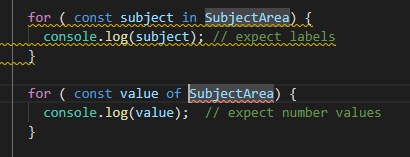 for ( const subject in SubjectArea) {
console.log(subject); // expect labels
}
for ( const value of SubjectArea) {
console.log(value);  // expect number values
}